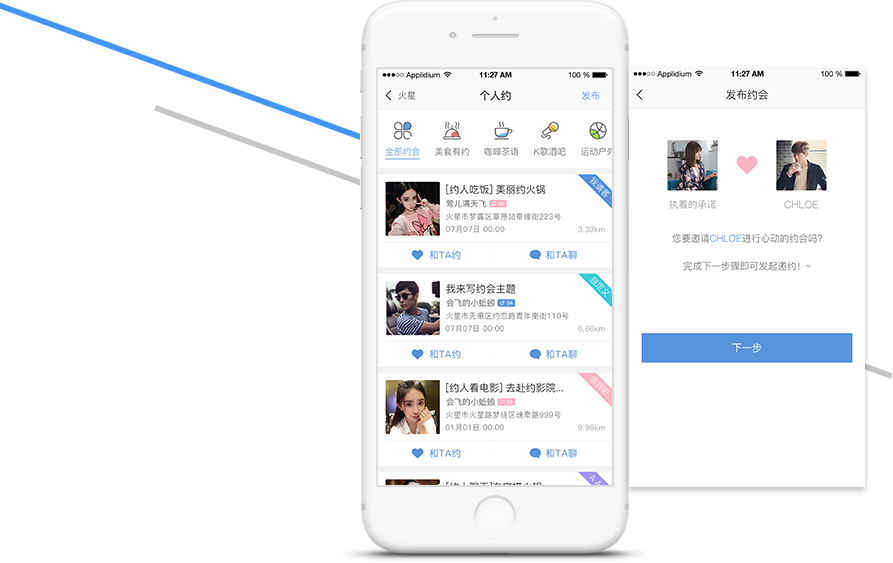 ●●●○○ Applidium 11:27 AM 100 %
火星 个人约 发布
全部约会 美食有约 咖啡茶语 K歌酒吧 运动户外
[约人吃饭] 美丽约火锅 我请客
莺儿满天飞 26
火星市梦露区草原站牵缘街223号
07月07日 00:00 3.33km
和TA约 和TA聊
我来写约会主题 自定义
会飞的小蚯蚓 24
火星市无痕区约恋路青年南街110号
07月07日 00:00 6.66km
和TA约 和TA聊
[约人看电影] 去赴约影院... 请我吧
会飞的小蚯蚓 26
火星市火星路梦绕区魂牵路999号
01月01日 00:00 9.99km
和TA约 和TA聊
●●●○○ Applidium 11:27 AM 100 %
发布约会
执着的承诺 CHLOE
您要邀请CHLOE进行心动的约会吗?
完成下一步骤即可发起邀约! ~
下一步